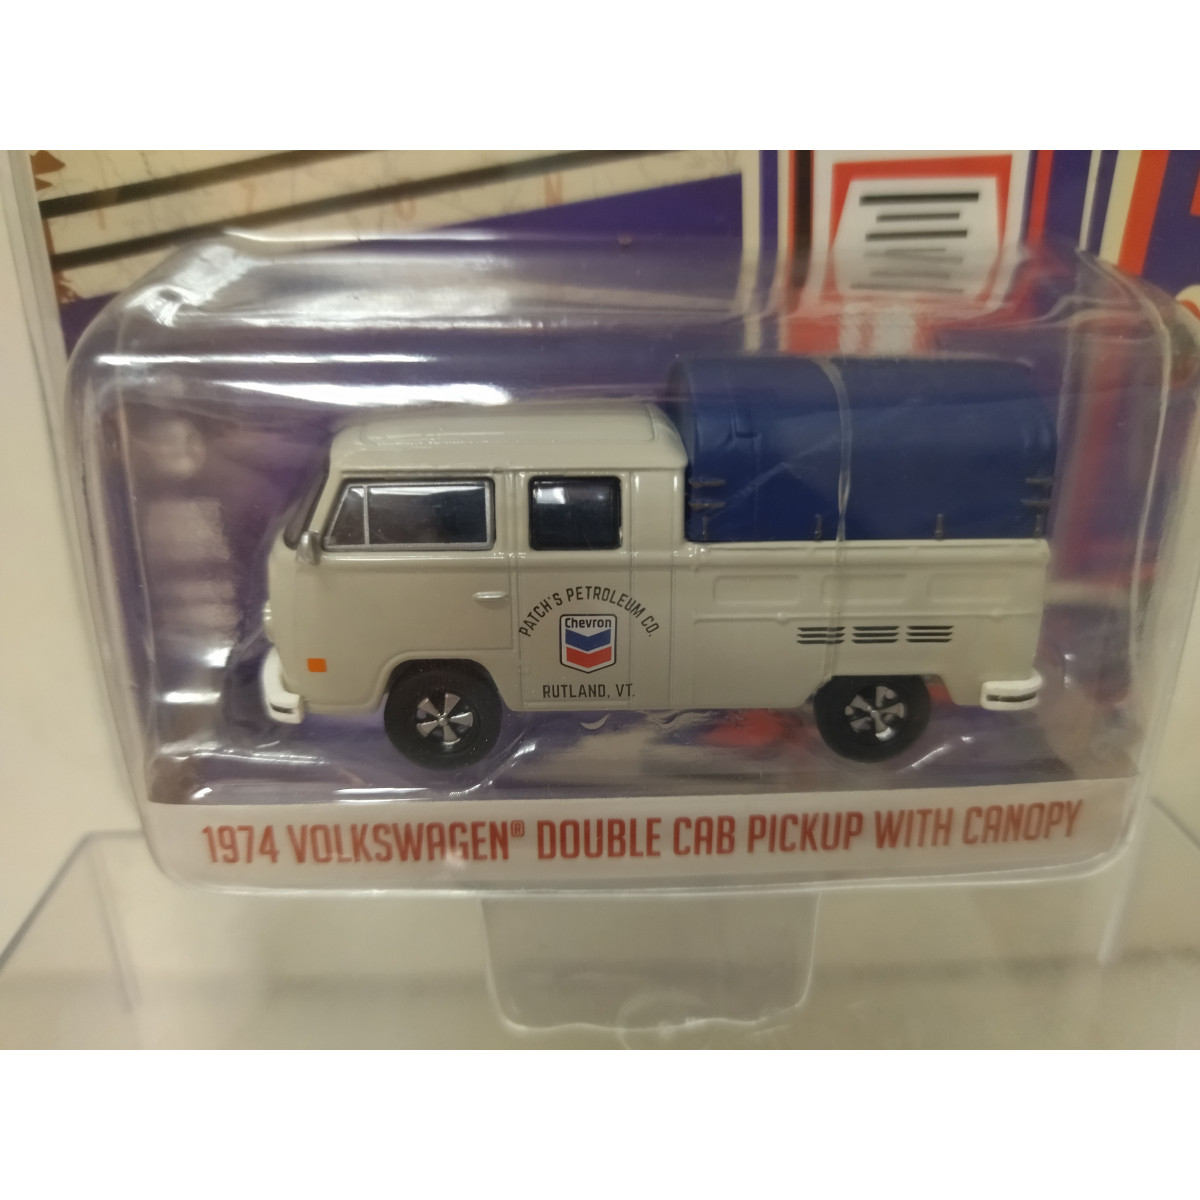 PATCH'S PETROLEUM CO.
Chevron
RUTLAND, VT.
1974 VOLKSWAGEN® DOUBLE CAB PICKUP WITH CANOPY